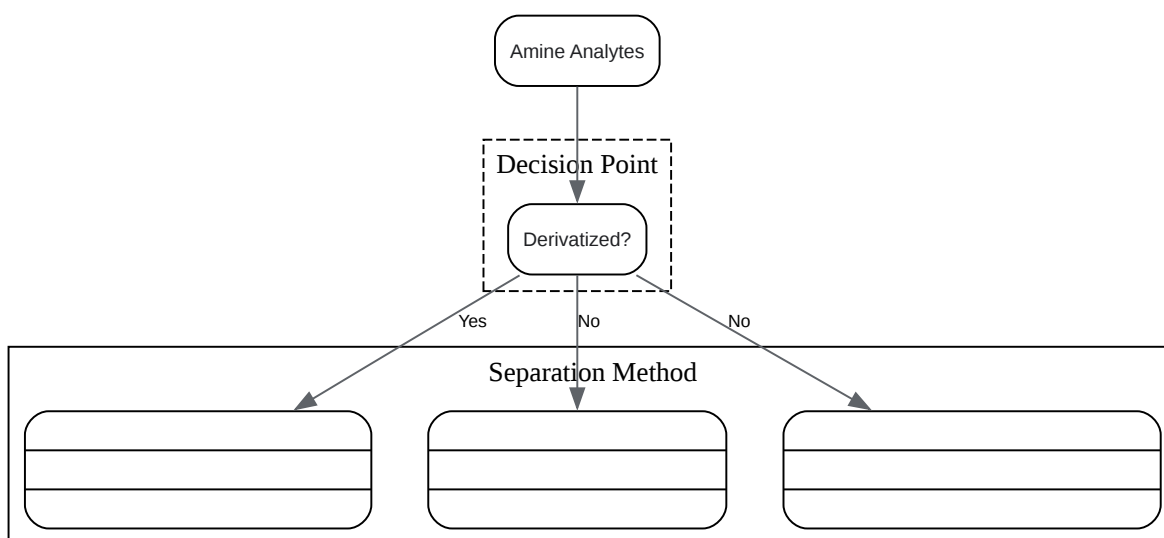 Amine Analytes
Decision Point
Derivatized?
Yes
No
No
Separation Method